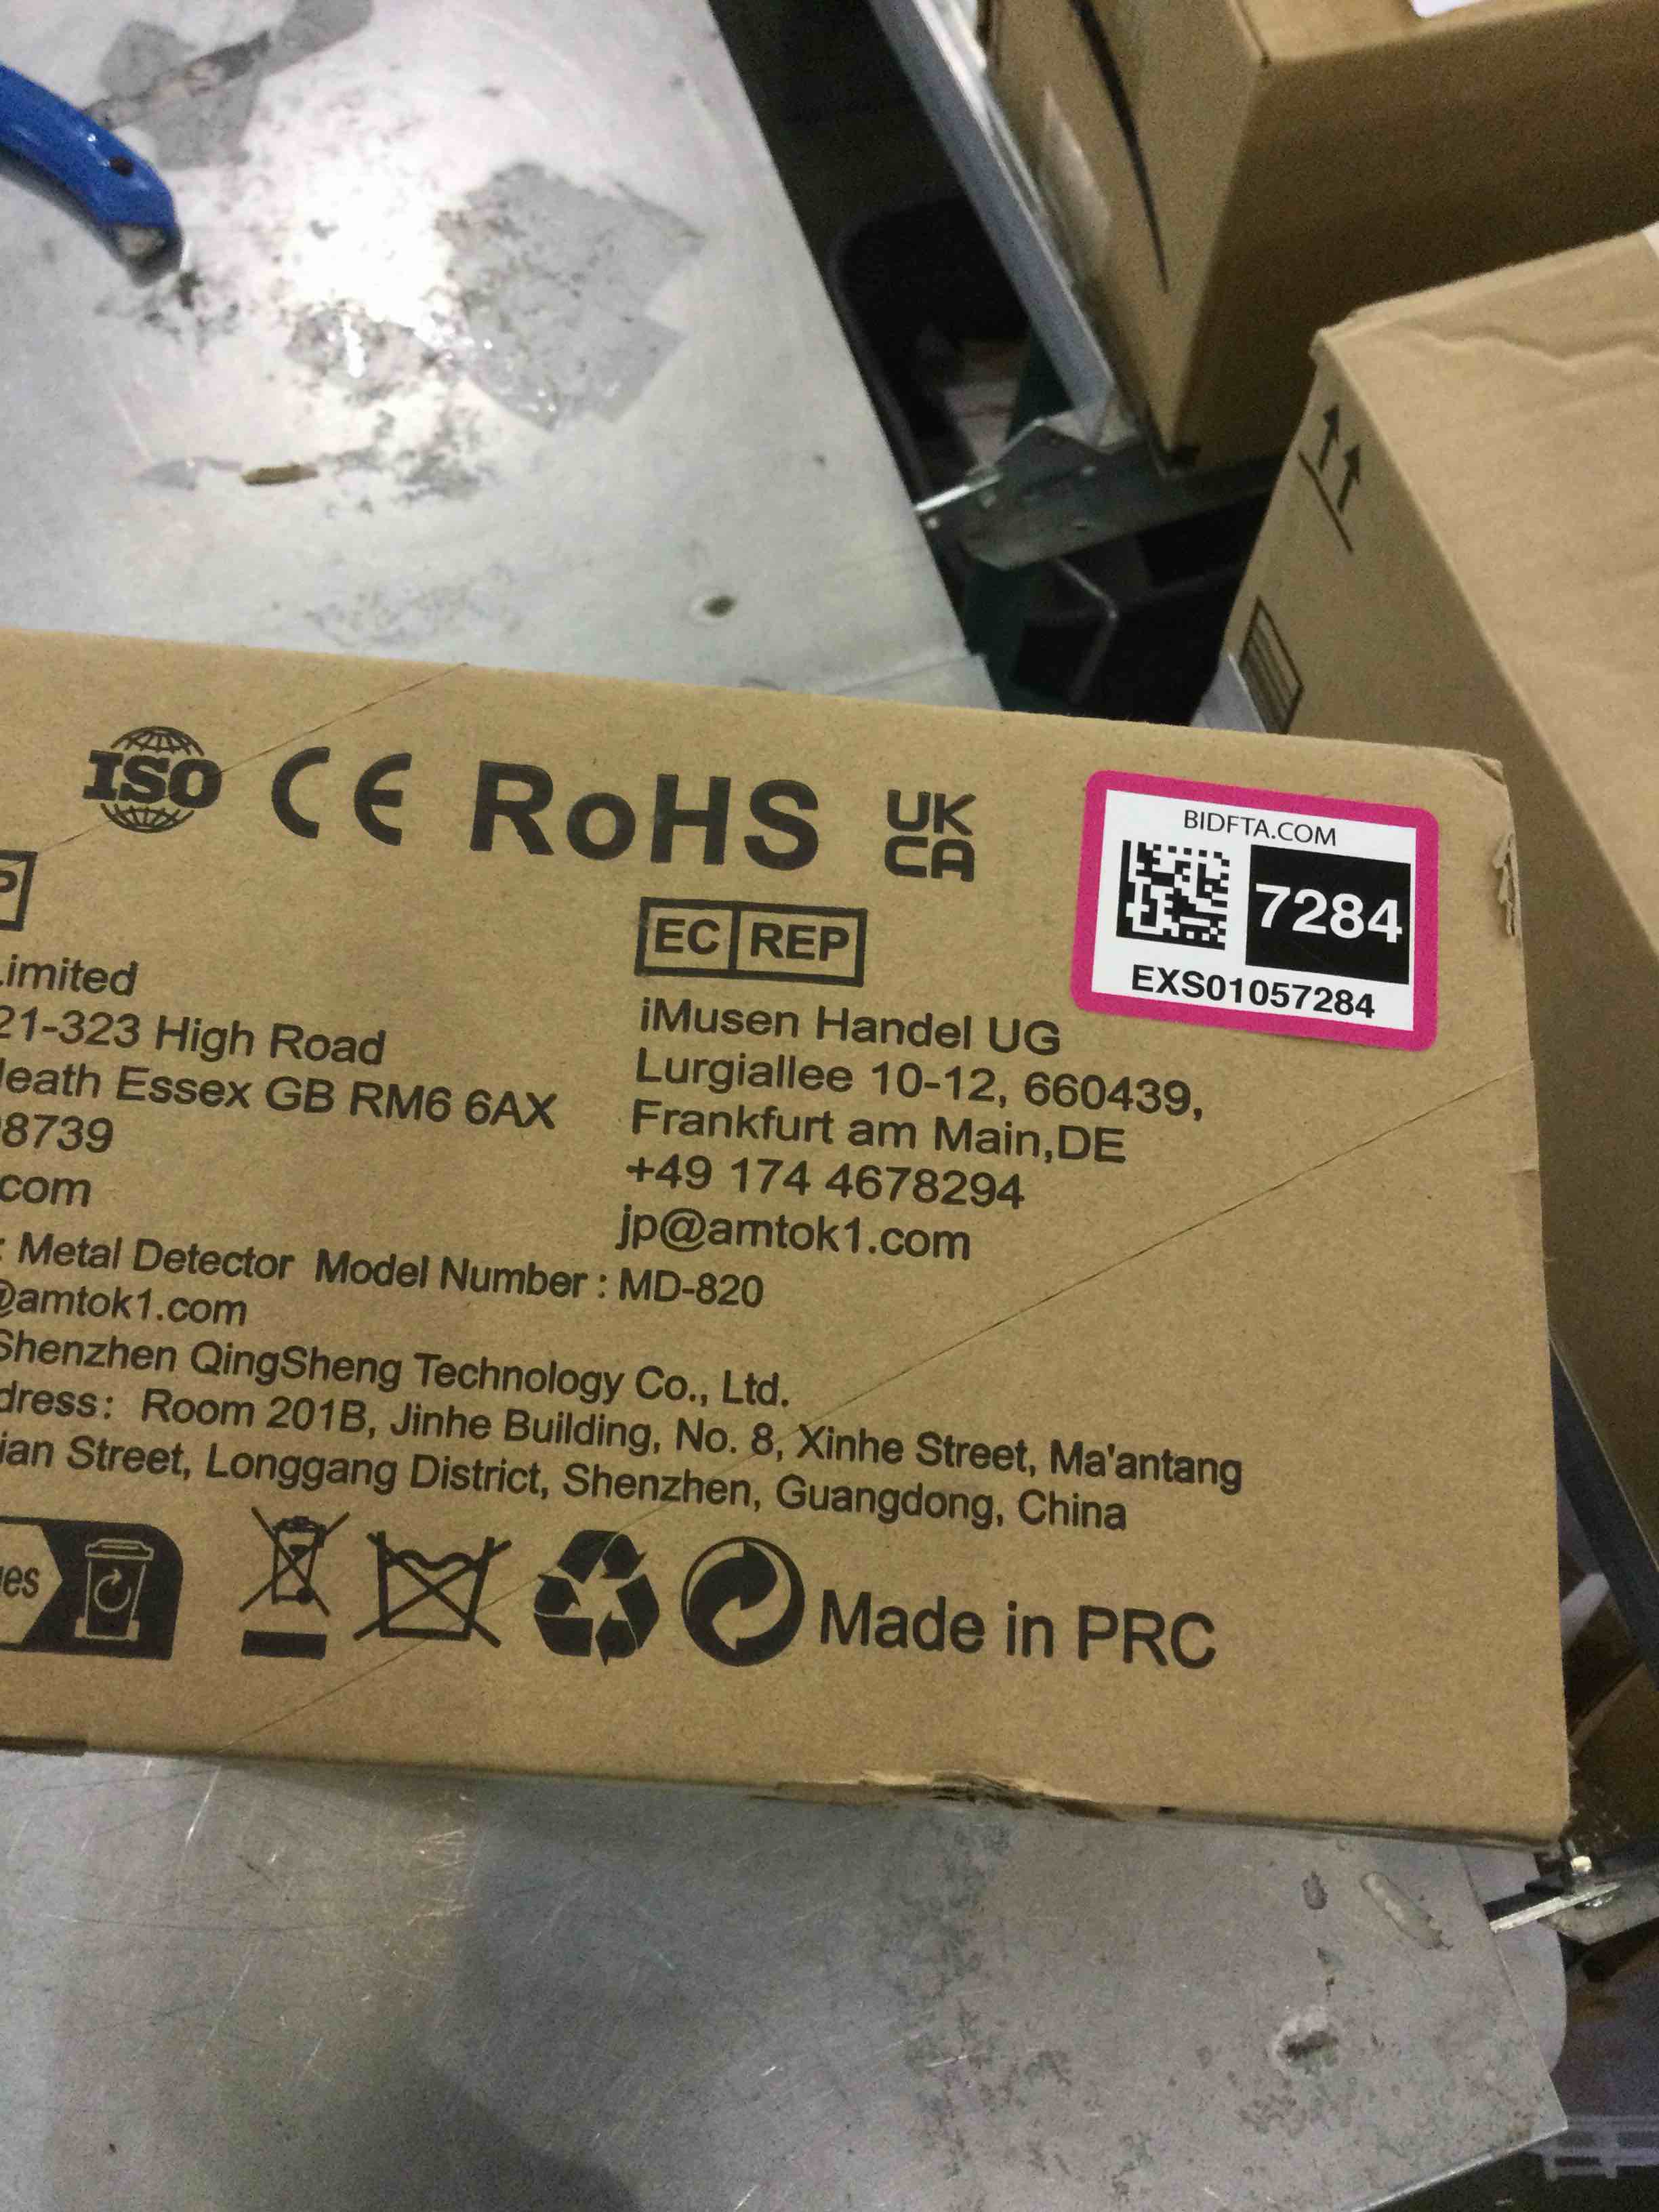 ISO CE RoHS UK
CA
BIDFTA.COM
7284
EXS01057284
EC REP
Limited
21-323 High Road
leath Essex GB RM6 6AX
8739
.com
iMusen Handel UG
Lurgiallee 10-12, 660439,
Frankfurt am Main,DE
+49 174 4678294
jp@amtok1.com
: Metal Detector Model Number : MD-820
@amtok1.com
Shenzhen QingSheng Technology Co., Ltd.
dress: Room 201B, Jinhe Building, No. 8, Xinhe Street, Ma'antang
ian Street, Longgang District, Shenzhen, Guangdong, China
es
Made in PRC